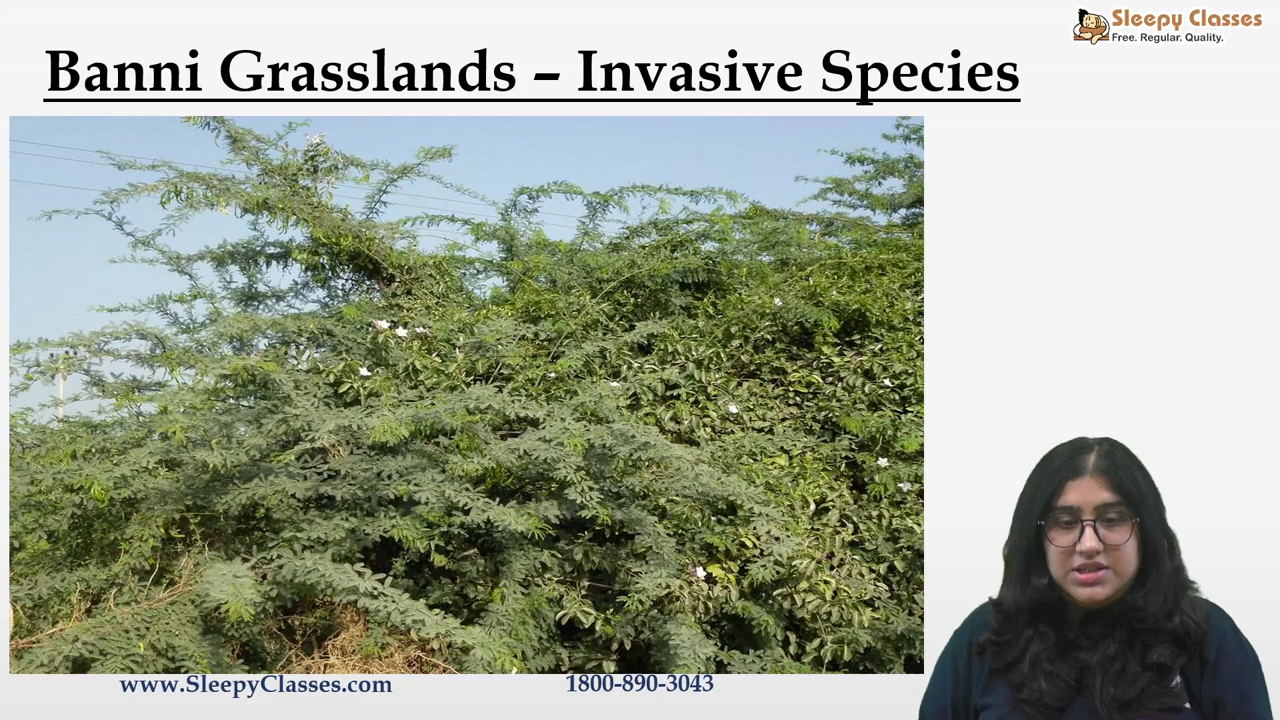 Sleepy Classes
Free. Regular. Quality.
Banni Grasslands – Invasive Species
www.SleepyClasses.com
1800-890-3043